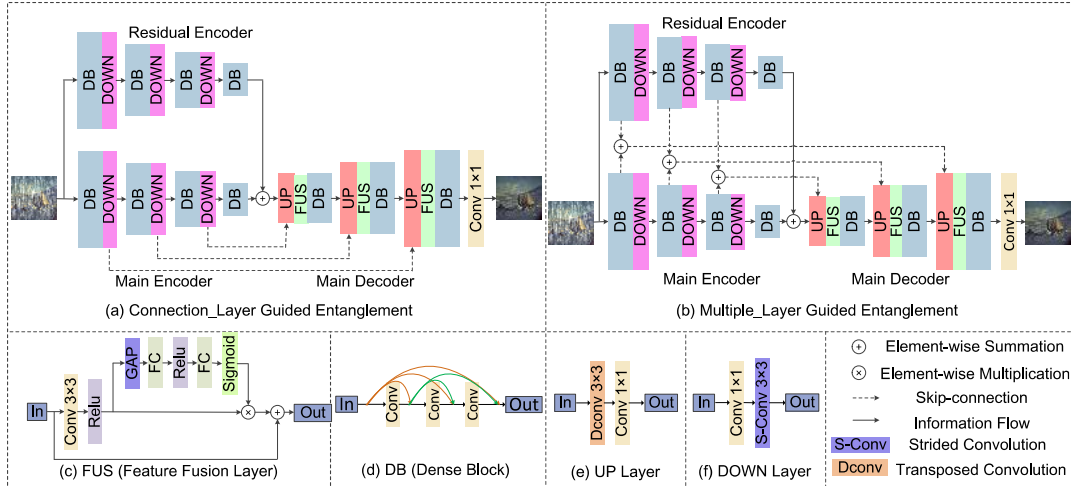 Residual Encoder
DB DOWN DB DOWN DB DOWN DB
DB DOWN DB DOWN DB DOWN DB UP FUS DB UP FUS DB UP FUS DB Conv 1×1
Main Encoder Main Decoder
(a) Connection_Layer Guided Entanglement
Residual Encoder
DB DOWN DB DOWN DB DOWN DB
DB DOWN DB DOWN DB DOWN DB UP FUS DB UP FUS DB UP FUS DB Conv 1×1
Main Encoder Main Decoder
(b) Multiple_Layer Guided Entanglement
GAP FC Relu FC Sigmoid
In Conv 3×3 Relu Out
(c) FUS (Feature Fusion Layer)
In Conv Conv Conv Out
(d) DB (Dense Block)
In Dconv 3×3 Conv 1×1 Out
(e) UP Layer
In Conv 1×1 S-Conv 3×3 Out
(f) DOWN Layer
Element-wise Summation
Element-wise Multiplication
Skip-connection
Information Flow
S-Conv Strided Convolution
Dconv Transposed Convolution